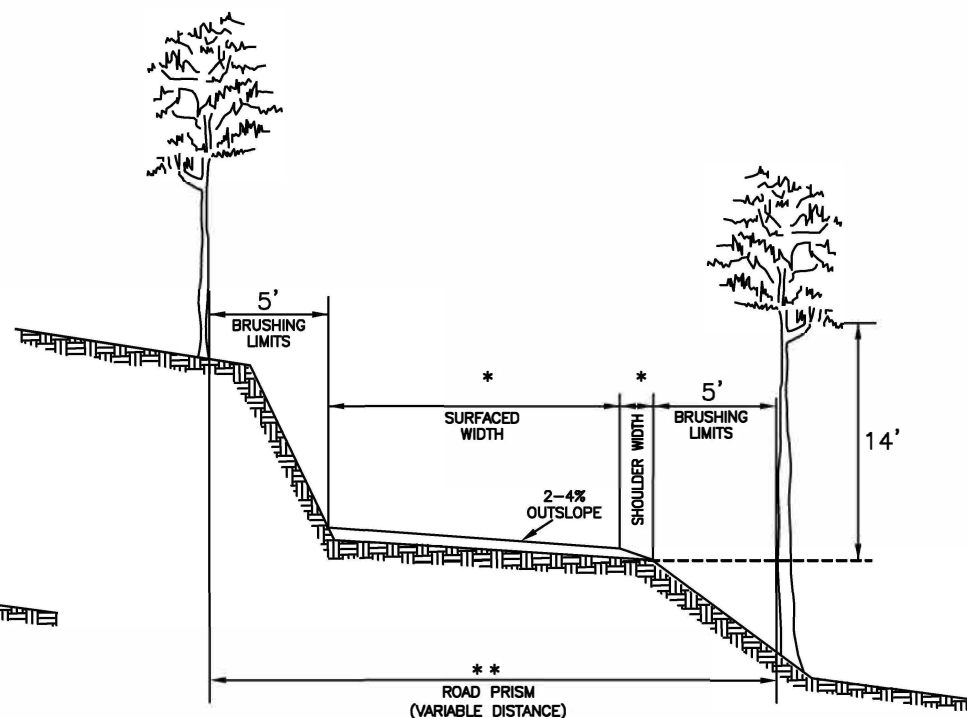 5'
BRUSHING
LIMITS
*
SURFACED
WIDTH
*
SHOULDER WIDTH
5'
BRUSHING
LIMITS
14'
2-4%
OUTSLOPE
**
ROAD PRISM
(VARIABLE DISTANCE)